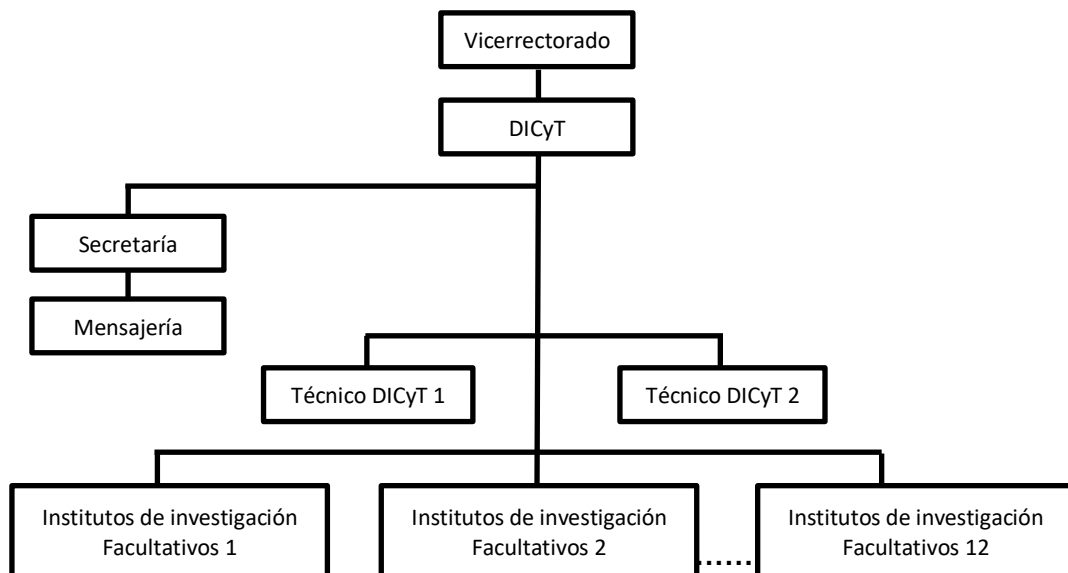 Vicerrectorado
DICyT
Secretaría
Mensajería
Técnico DICyT 1
Técnico DICyT 2
Institutos de investigación
Facultativos 1
Institutos de investigación
Facultativos 2
Institutos de investigación
Facultativos 12